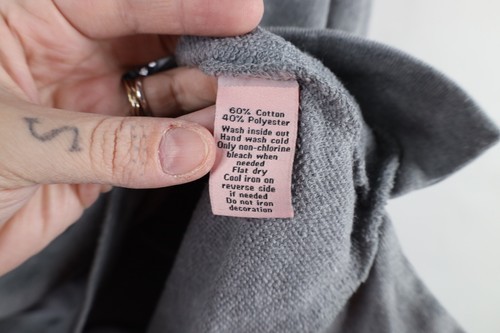 60% Cotton
40% Polyester
Wash inside out
Hand wash cold
Only non-chlorine
bleach when
needed
Flat dry
Cool iron on
reverse side
if needed
Do not iron
decoration